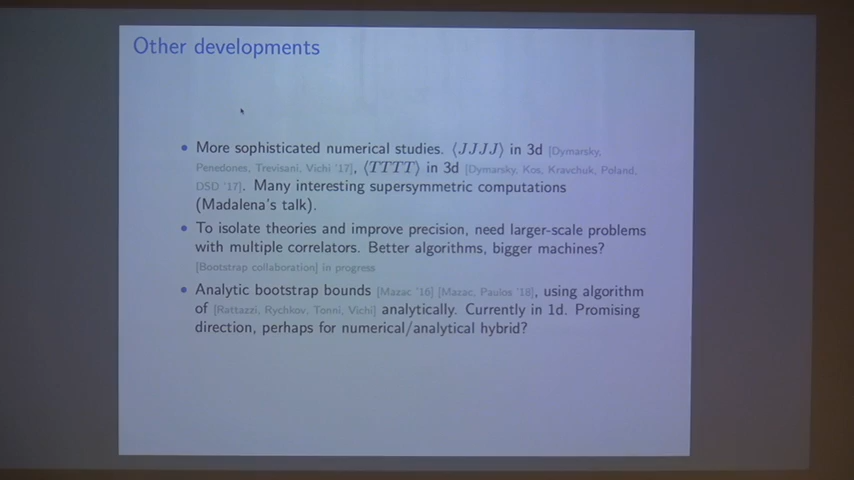 Other developments
• More sophisticated numerical studies. ⟨JJJJ⟩ in 3d [Dymarsky,
Penedones, Trevisani, Vichi '17], ⟨TTTT⟩ in 3d [Dymarsky, Kos, Kravchuk, Poland,
DSD '17]. Many interesting supersymmetric computations
(Madalena's talk).
• To isolate theories and improve precision, need larger-scale problems
with multiple correlators. Better algorithms, bigger machines?
[Bootstrap collaboration] in progress
• Analytic bootstrap bounds [Mazac '16] [Mazac, Paulos '18], using algorithm
of [Rattazzi, Rychkov, Tonni, Vichi] analytically. Currently in 1d. Promising
direction, perhaps for numerical/analytical hybrid?